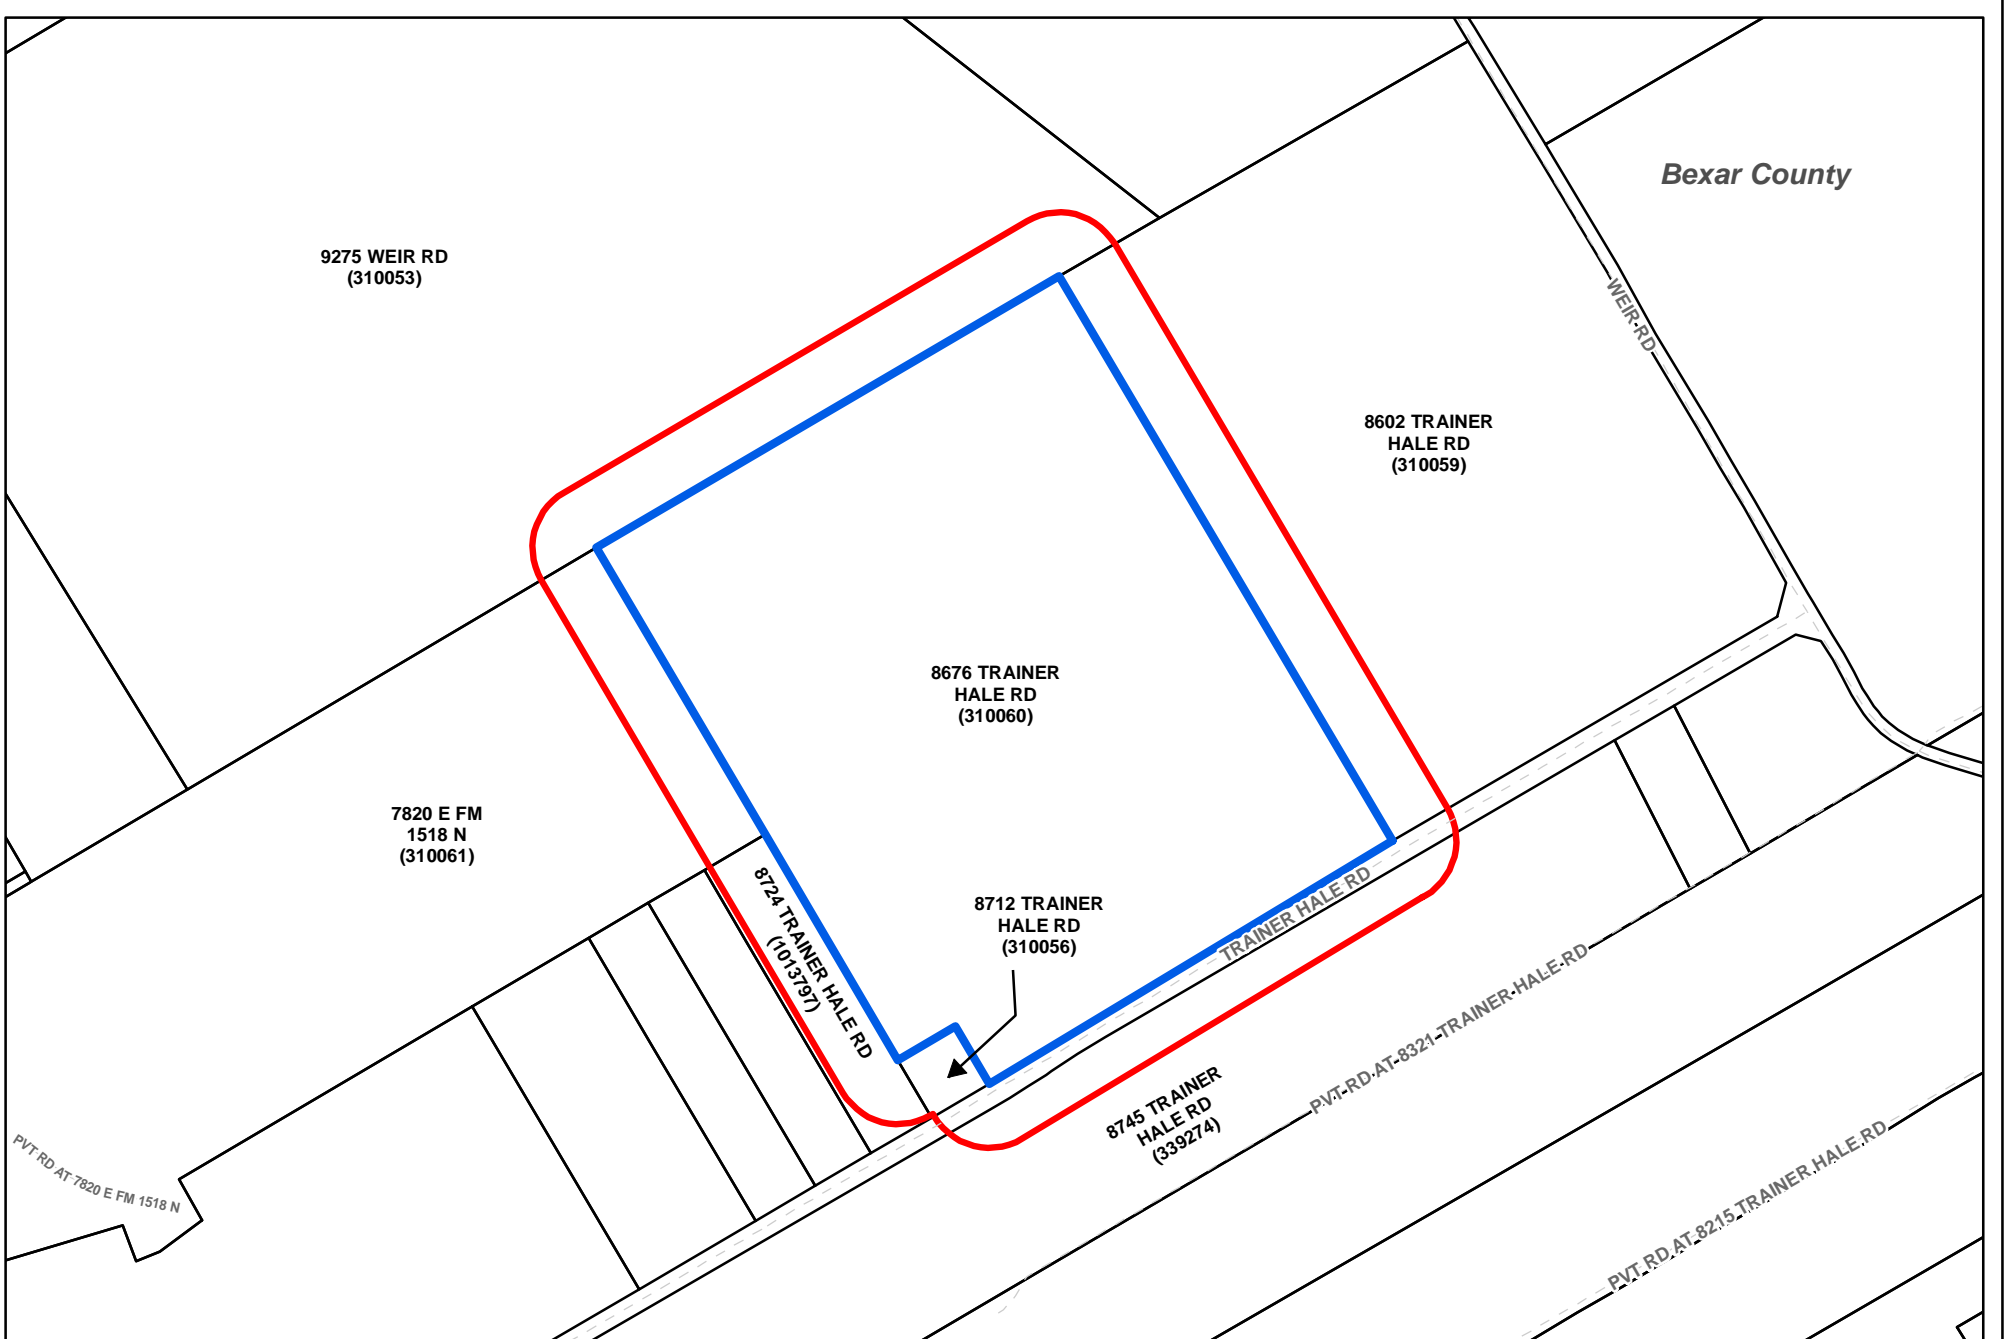 Bexar County
9275 WEIR RD
(310053)
WEIR RD
8602 TRAINER
HALE RD
(310059)
8676 TRAINER
HALE RD
(310060)
7820 E FM
1518 N
(310061)
8724 TRAINER HALE RD
(1013797)
8712 TRAINER
HALE RD
(310056)
TRAINER HALE RD
PVT RD AT 8321 TRAINER HALE RD
8745 TRAINER
HALE RD
(339274)
PVT RD AT 7820 E FM 1518 N
PVT RD AT 8215 TRAINER HALE RD